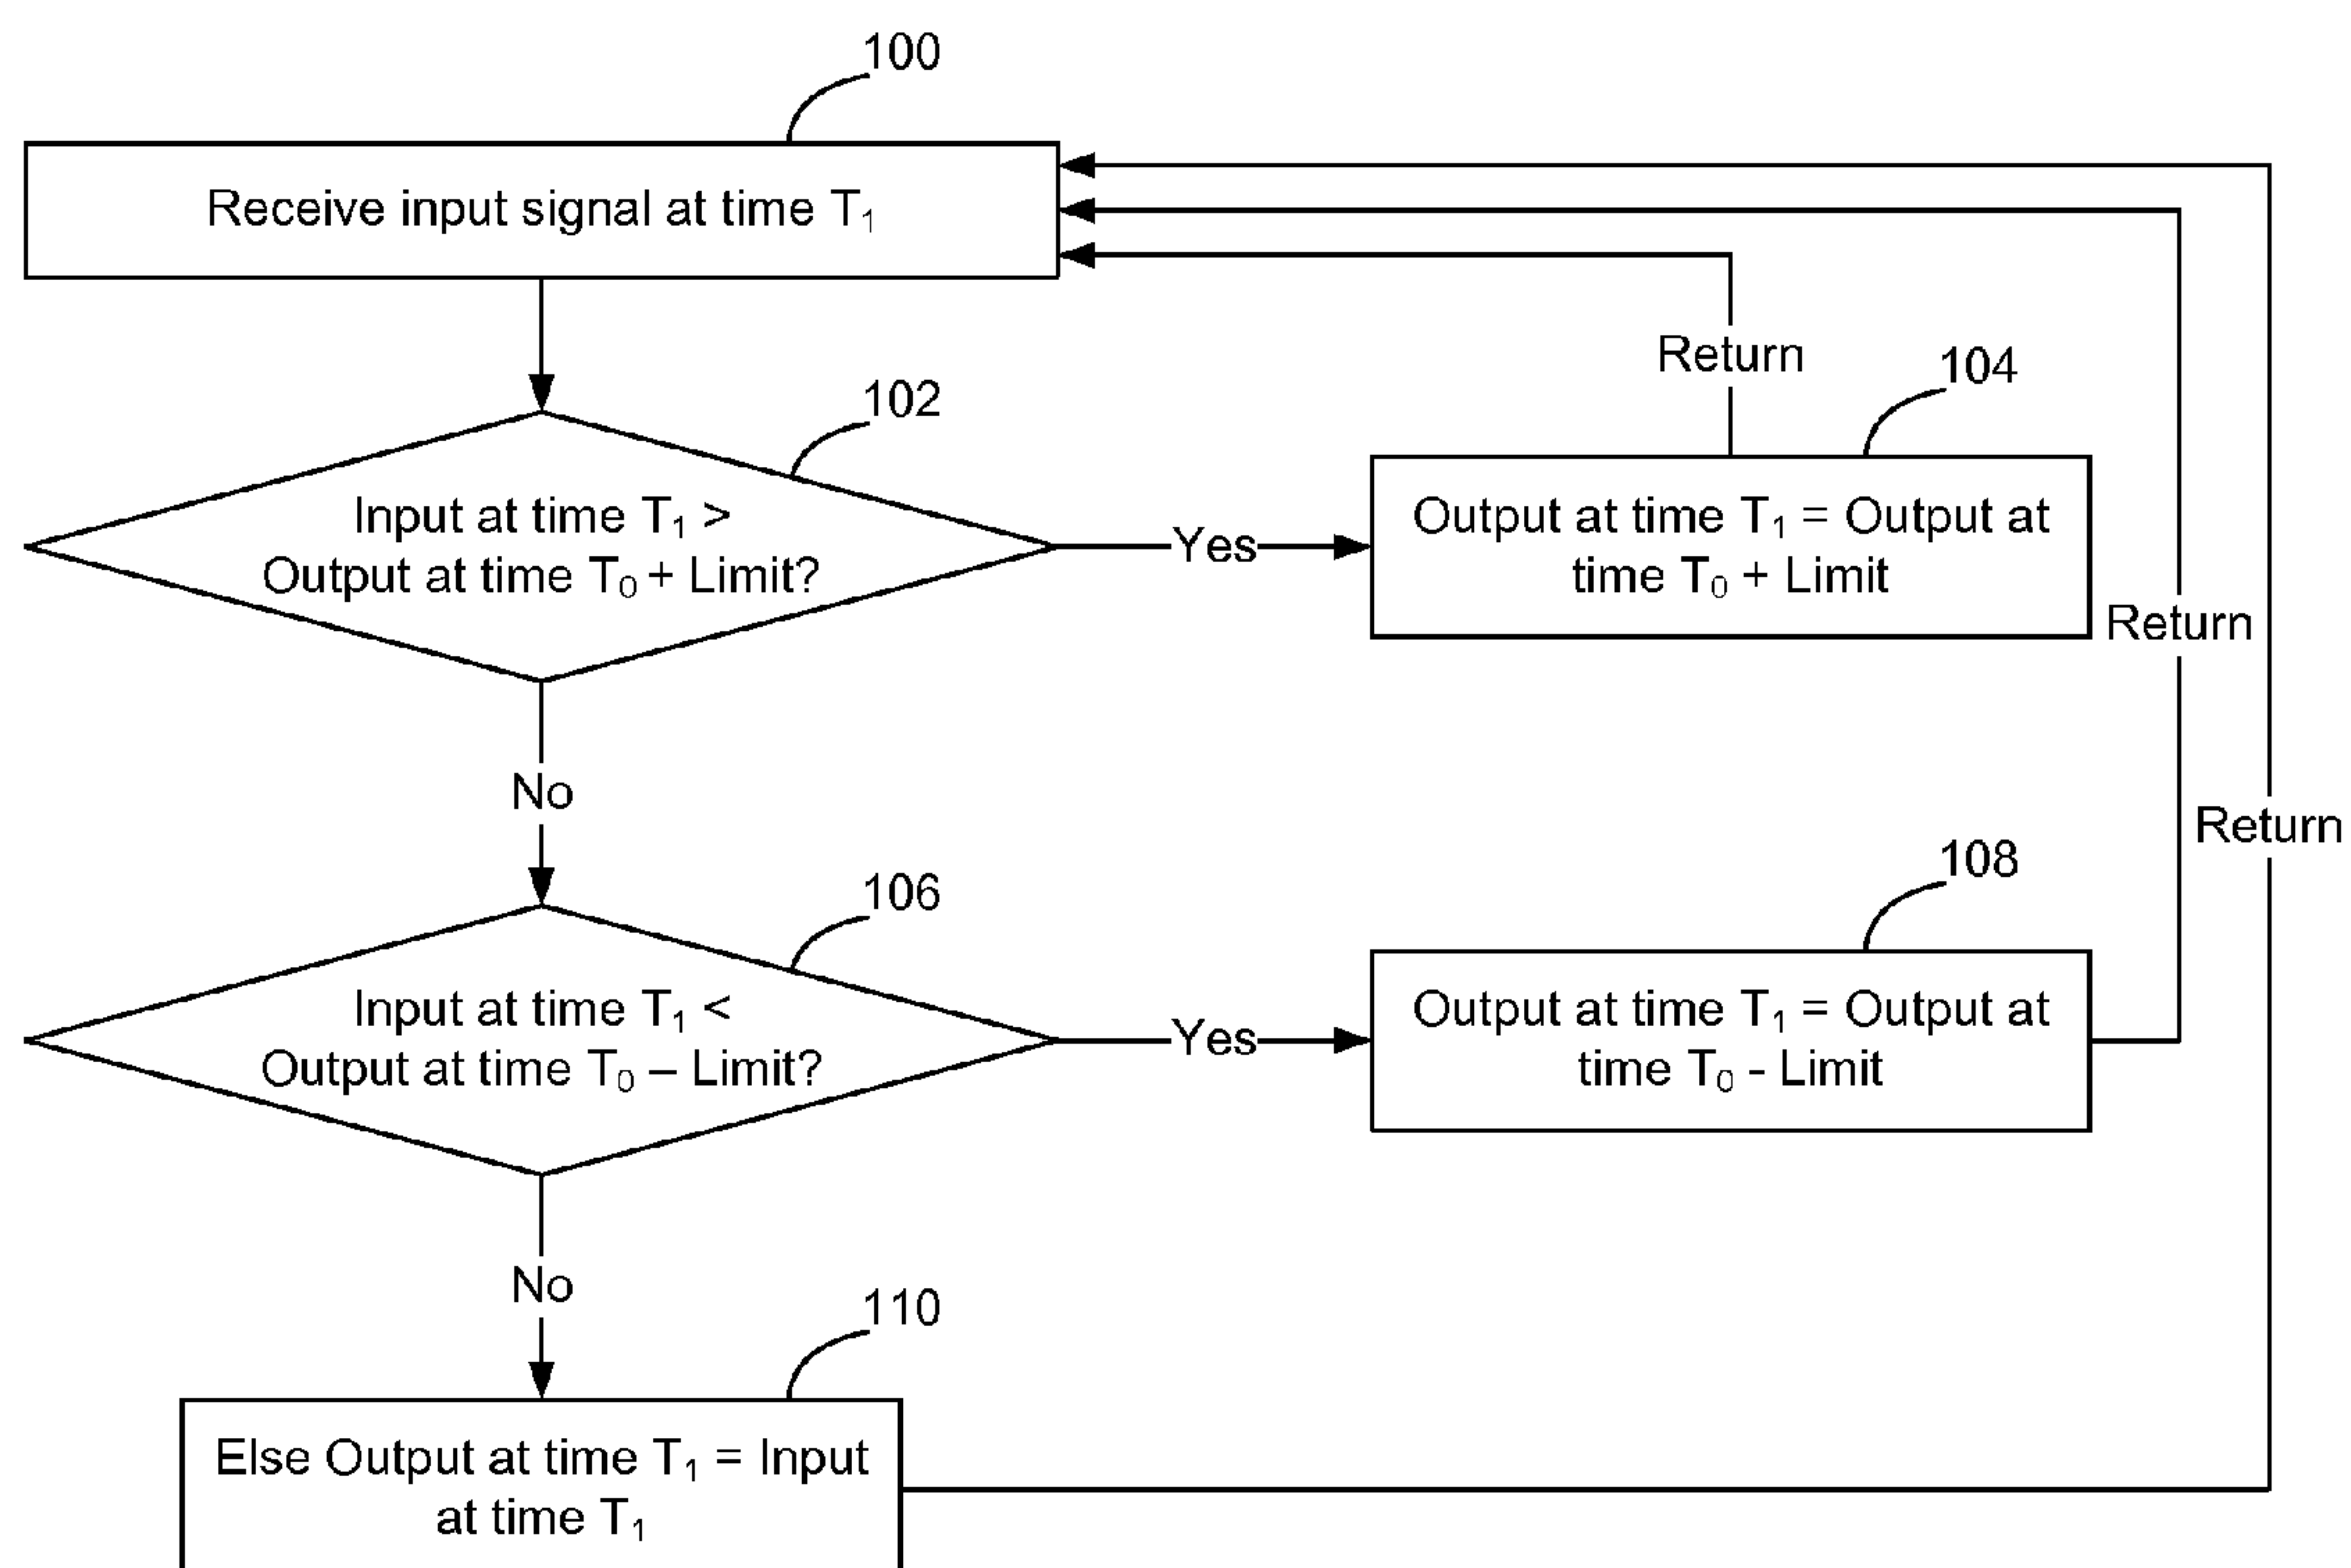 100
Receive input signal at time T₁
Return
104
102
Input at time T₁ >
Output at time T₀ + Limit?
Yes
Output at time T₁ = Output at
time T₀ + Limit
Return
No
Return
108
106
Input at time T₁ <
Output at time T₀ – Limit?
Yes
Output at time T₁ = Output at
time T₀ - Limit
No
110
Else Output at time T₁ = Input
at time T₁